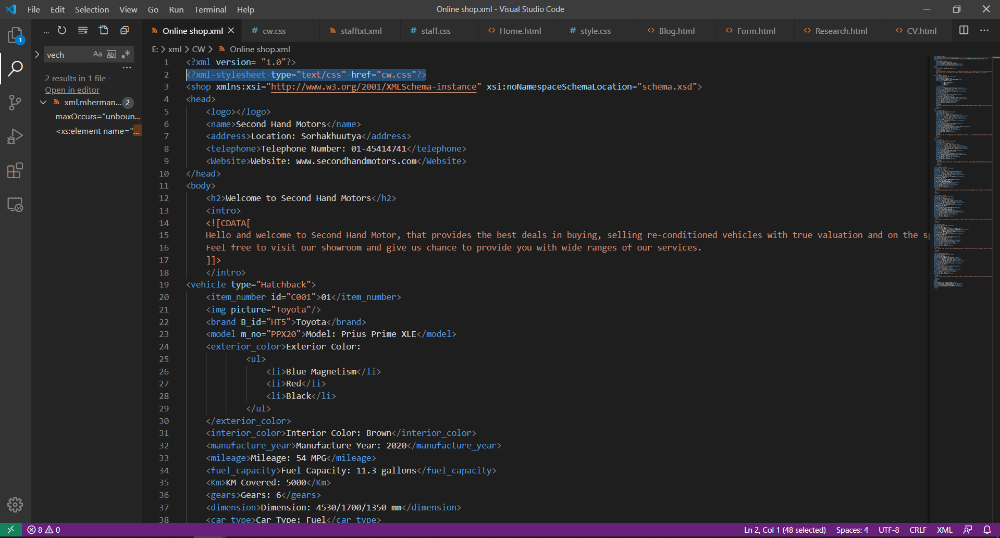 File Edit Selection View Go Run Terminal Help
Online shop.xml - Visual Studio Code
1
...
Online shop.xml
# cw.css
stafftxt.xml
# staff.css
<> Home.html
# style.css
<> Blog.html
<> Form.html
<> Research.html
<> CV.html
...
vech Aa Abl .*
...
2 results in 1 file -
Open in editor
xml.mherman... 2
maxOccurs="unboun...
<xs:element name="...
E: > xml > CW > Online shop.xml
1 <?xml version= "1.0"?>
2 <?xml-stylesheet type="text/css" href="cw.css"?>
3 <shop xmlns:xsi="http://www.w3.org/2001/XMLSchema-instance" xsi:noNamespaceSchemaLocation="schema.xsd">
4 <head>
5 <logo></logo>
6 <name>Second Hand Motors</name>
7 <address>Location: Sorhakhuutya</address>
8 <telephone>Telephone Number: 01-45414741</telephone>
9 <Website>Website: www.secondhandmotors.com</Website>
10 </head>
11 <body>
12 <h2>Welcome to Second Hand Motors</h2>
13 <intro>
14 <![CDATA[
15 Hello and welcome to Second Hand Motor, that provides the best deals in buying, selling re-conditioned vehicles with true valuation and on the sp
16 Feel free to visit our showroom and give us chance to provide you with wide ranges of our services.
17 ]]>
18 </intro>
19 <vehicle type="Hatchback">
20 <item_number id="C001">01</item_number>
21 <img picture="Toyota"/>
22 <brand B_id="HT5">Toyota</brand>
23 <model m_no="PPX20">Model: Prius Prime XLE</model>
24 <exterior_color>Exterior Color:
25 <ul>
26 <li>Blue Magnetism</li>
27 <li>Red</li>
28 <li>Black</li>
29 </ul>
30 </exterior_color>
31 <interior_color>Interior Color: Brown</interior_color>
32 <manufacture_year>Manufacture Year: 2020</manufacture_year>
33 <mileage>Mileage: 54 MPG</mileage>
34 <fuel_capacity>Fuel Capacity: 11.3 gallons</fuel_capacity>
35 <Km>KM Covered: 5000</Km>
36 <gears>Gears: 6</gears>
37 <dimension>Dimension: 4530/1700/1350 mm</dimension>
38 <car_type>Car Type: Fuel</car_type>
8 0
Ln 2, Col 1 (48 selected) Spaces: 4 UTF-8 CRLF XML